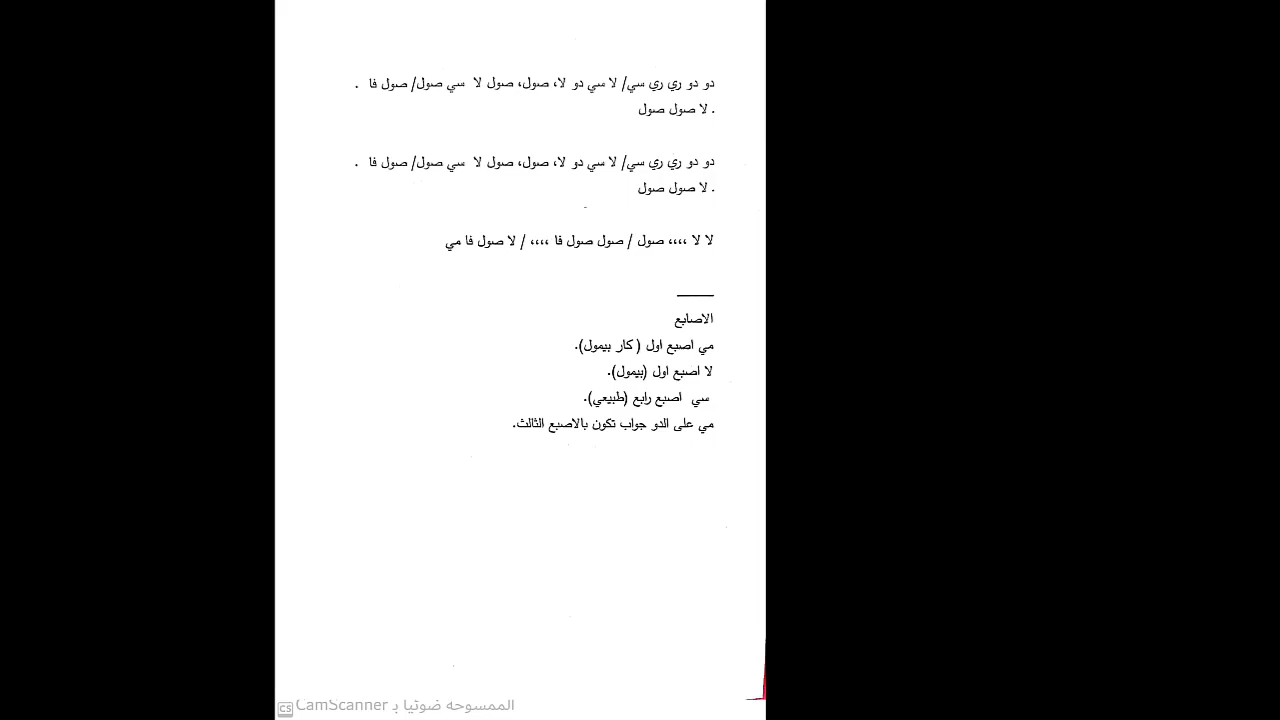 دو دو ري ري سي/ لا سي دو لا، صول، صول لا سي صول/ صول فا .
. لا صول صول
دو دو ري ري سي/ لا سي دو لا، صول، صول لا سي صول/ صول فا .
. لا صول صول
لا لا ،،،، صول / صول صول فا ،،،، / لا صول فا مي
الاصابع
مي اصبع اول ( كار بيمول).
لا اصبع اول (بيمول).
سي اصبع رابع (طبيعي).
مي على الدو جواب تكون بالاصبع الثالث.
الممسوحه ضوئيا بـ CamScanner
CS